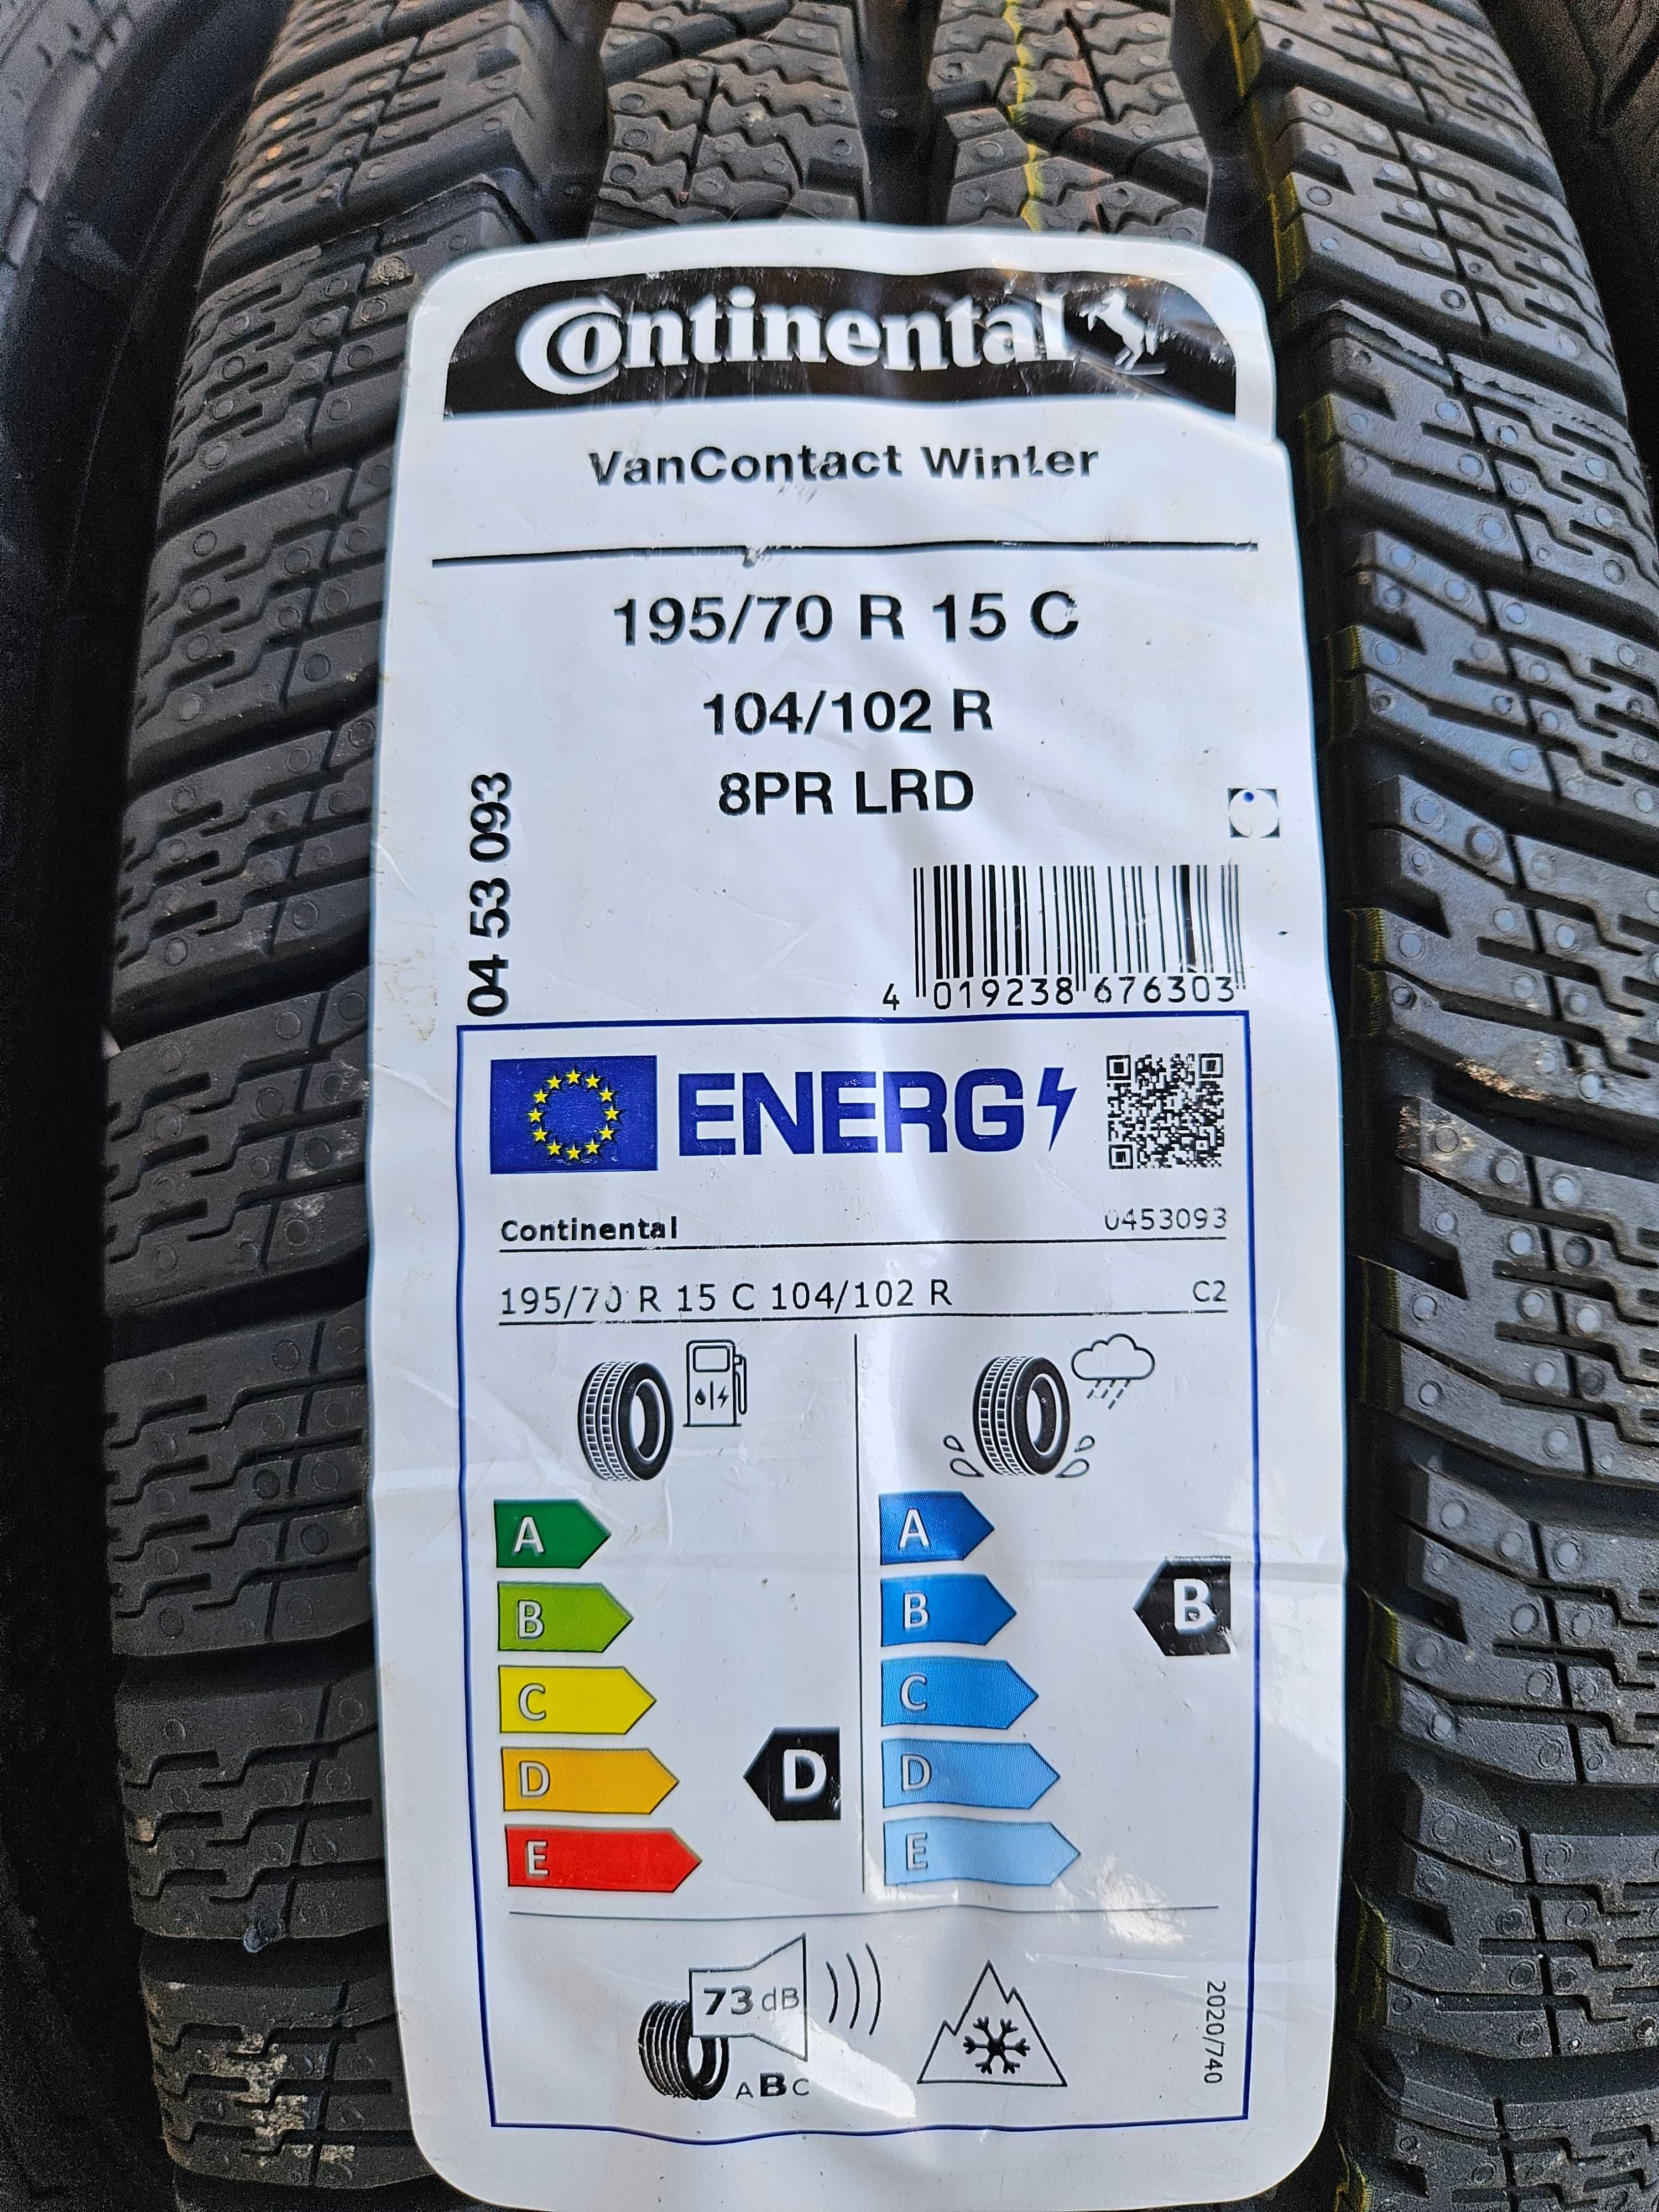 Continental
VanContact Winter
195/70 R 15 C
104/102 R
8PR LRD
04 53 093
4 019238 676303
ENERG
Continental 0453093
195/70 R 15 C 104/102 R C2
A A
B B B
C C
D D D
E E
73 dB
ABC
2020/740